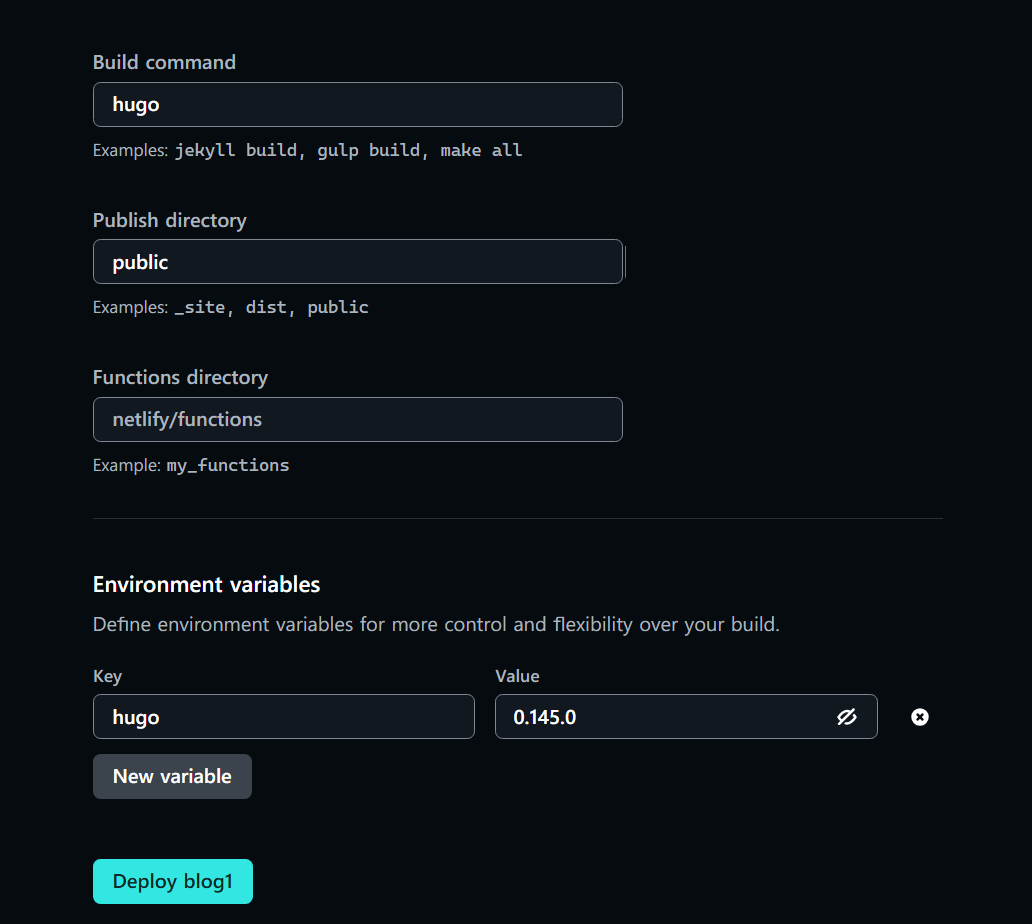 Build command
hugo
Examples: jekyll build, gulp build, make all
Publish directory
public
Examples: _site, dist, public
Functions directory
netlify/functions
Example: my_functions
Environment variables
Define environment variables for more control and flexibility over your build.
Key Value
hugo 0.145.0
New variable
Deploy blog1